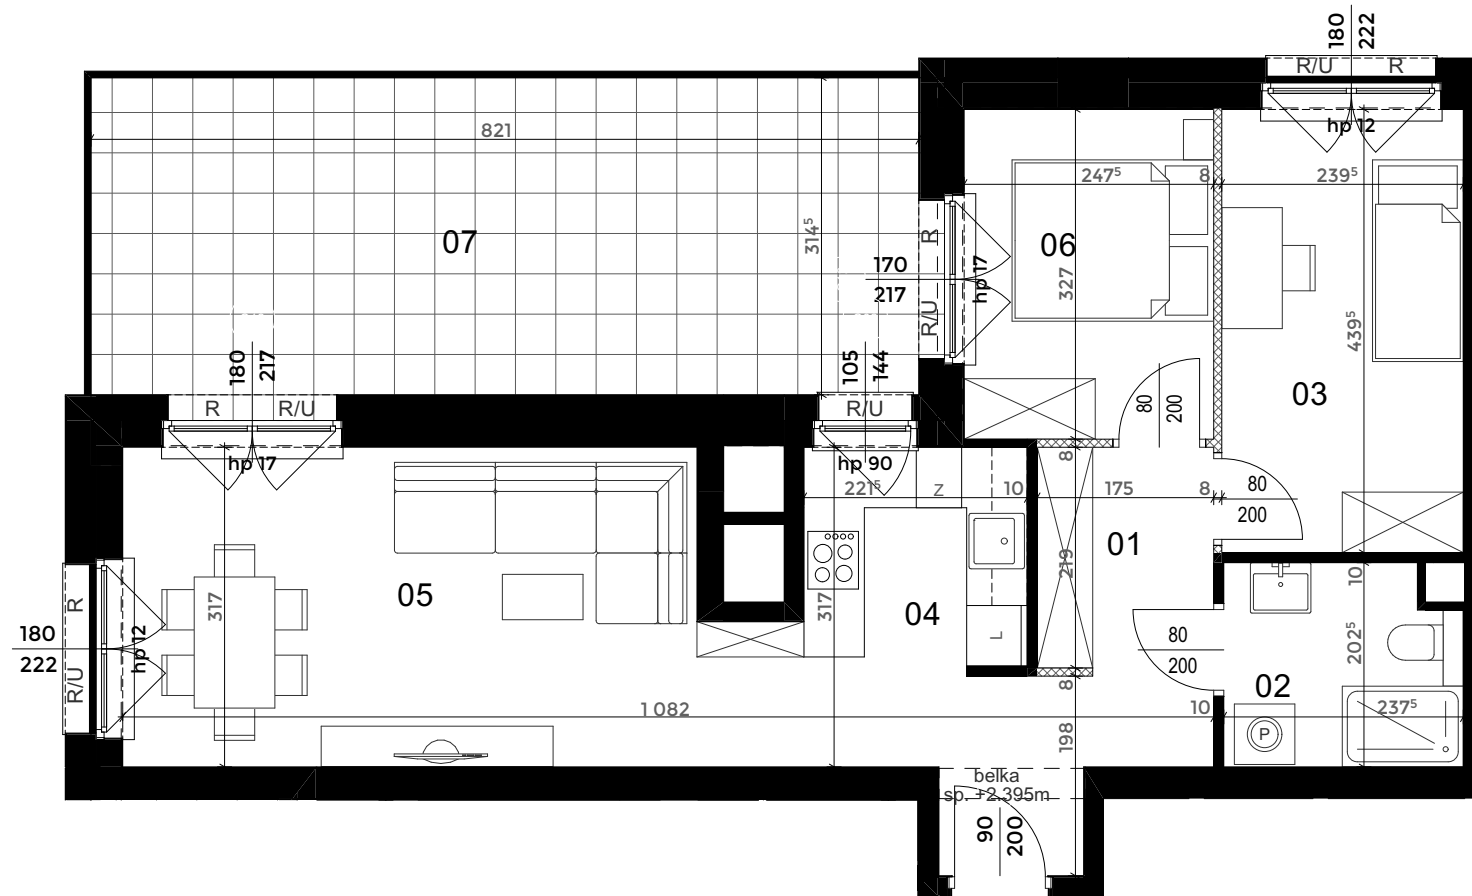 180
222
R/U R
hp 12
821
247⁵ 8 239⁵
314⁵
07
06
R
170
217
hp 17
R/U
327
439⁵
180
217
105
144
R R/U
R/U
03
80
200
hp 17
hp 90
8
221⁵ Z 10 175 8
80
200
01
219
05
317
317
04
10
R
180
222
hp 12
R/U
L
80
200
202⁵
02
8
1 082
10
237⁵
198
P
belka
sp. +2.395m
90
200